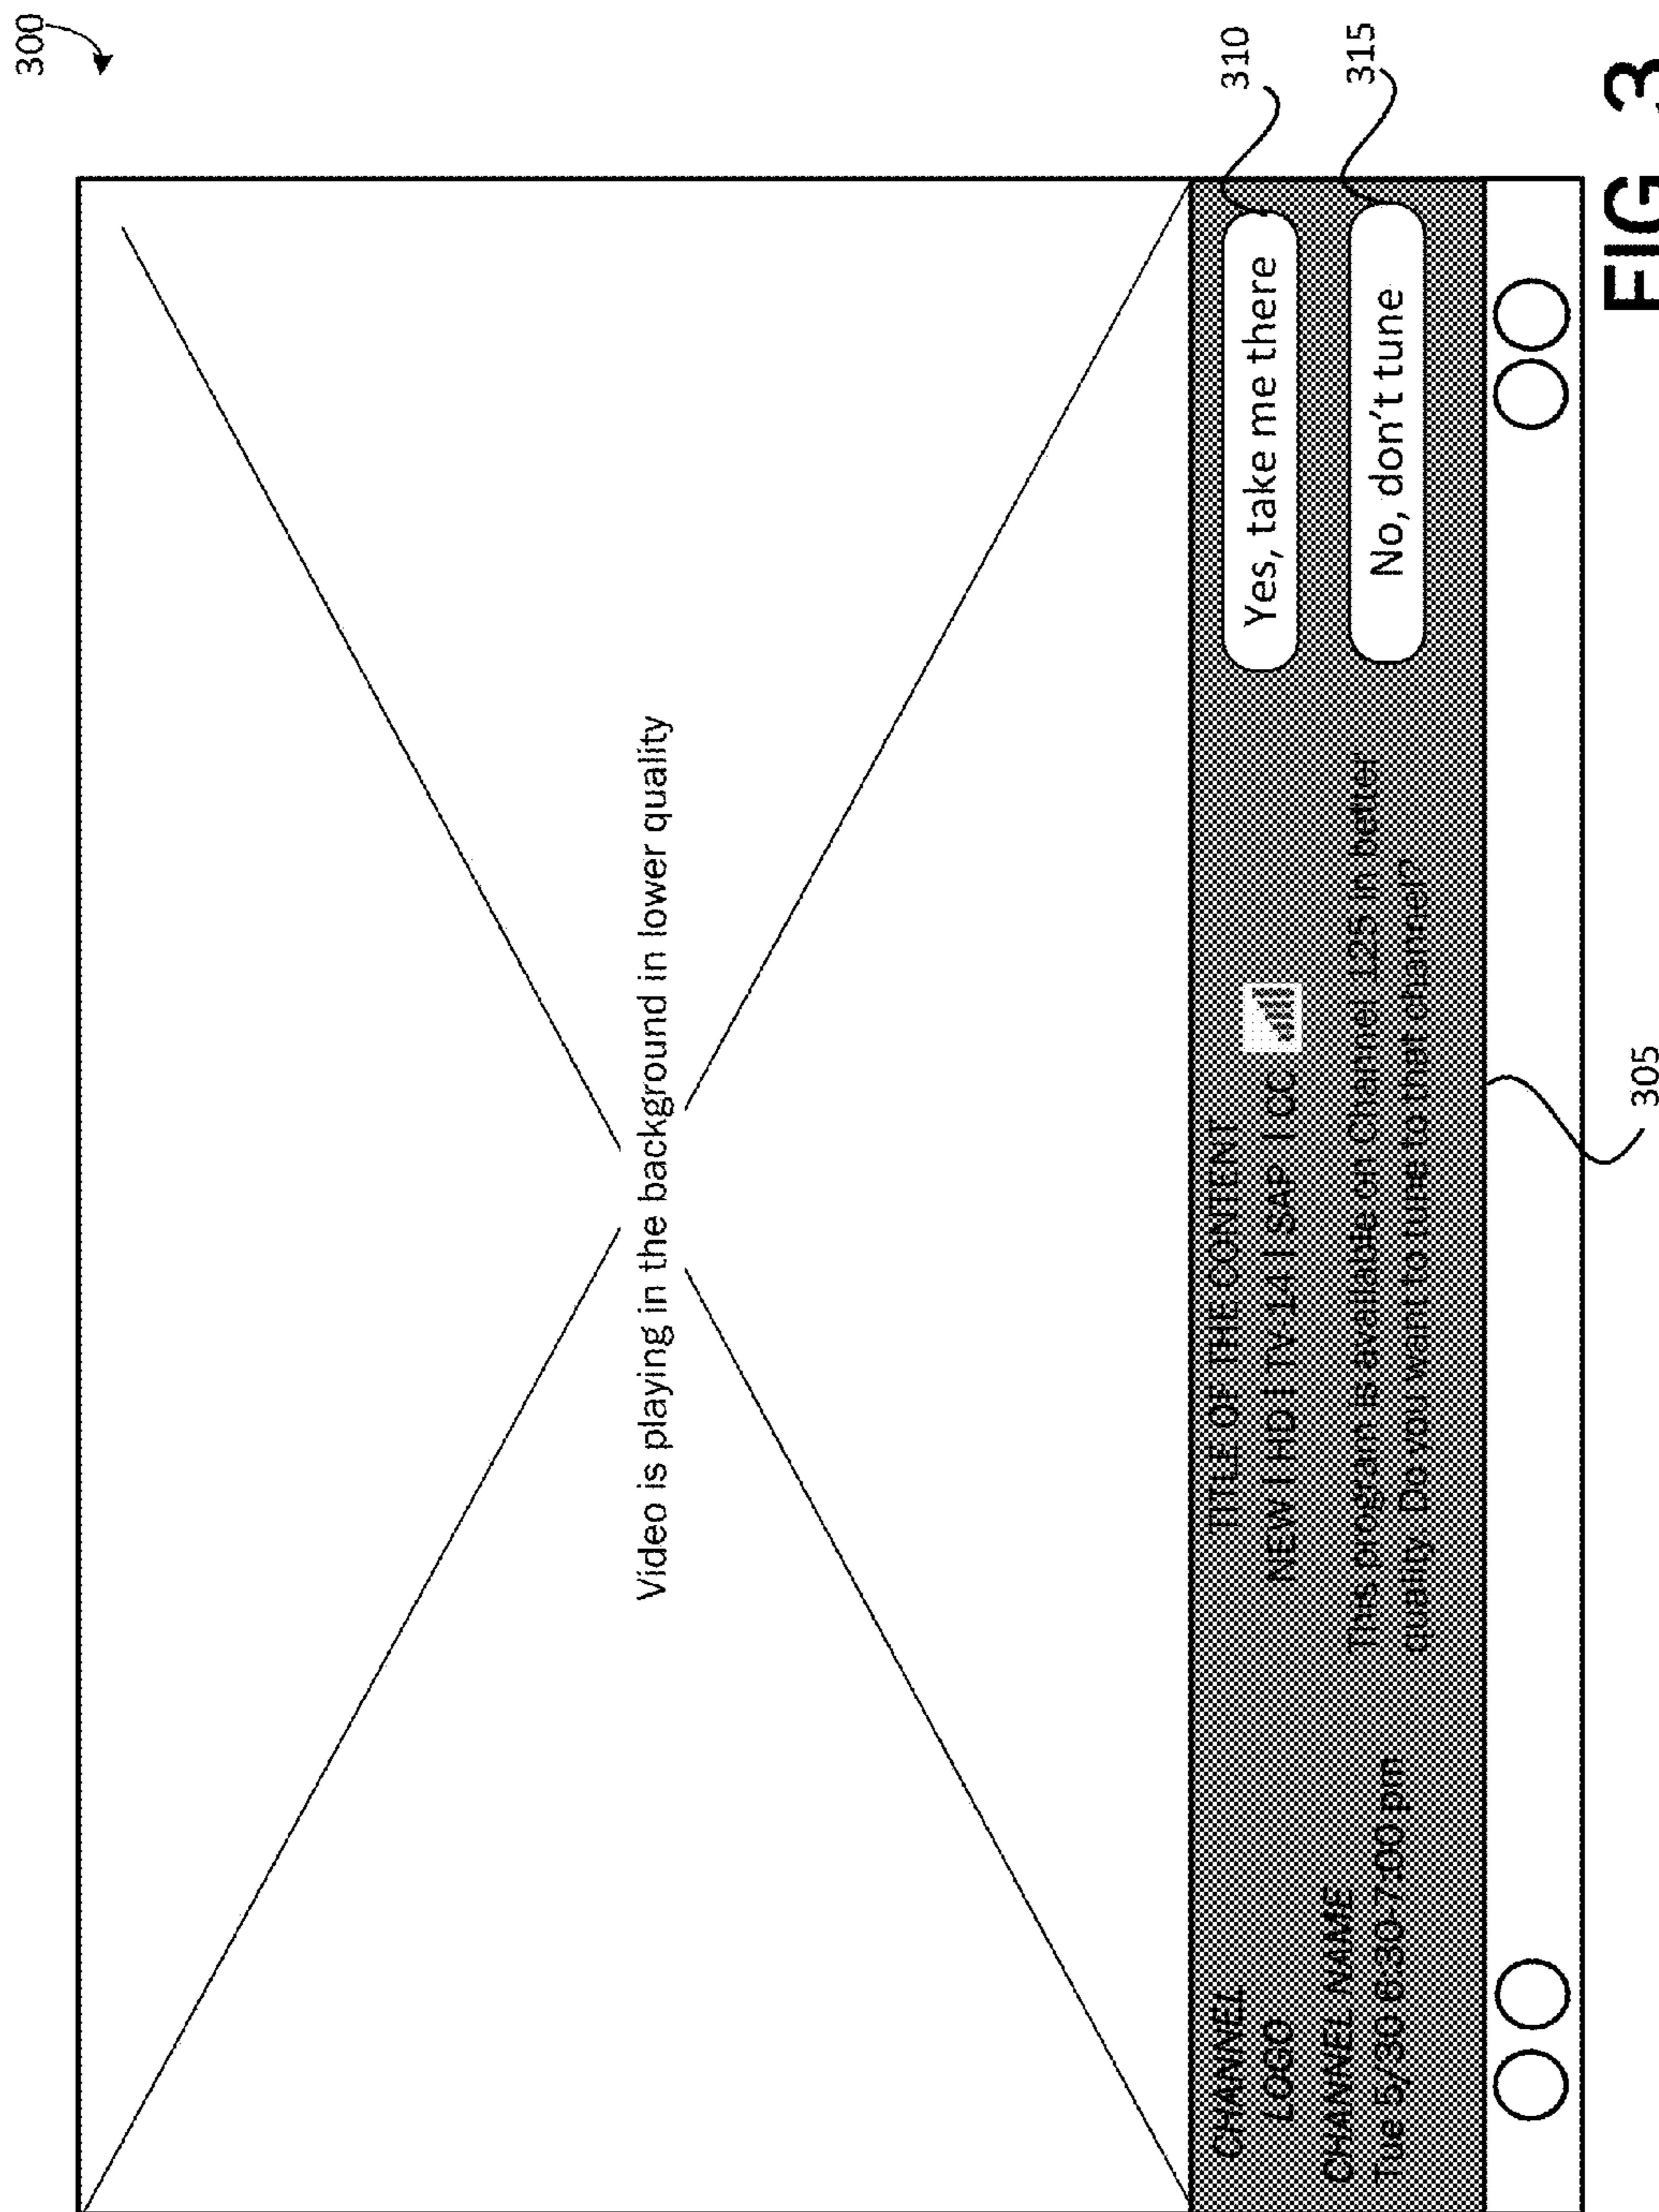 300
Video is playing in the background in lower quality
CHANNEL
LOGO
CHANNEL NAME
Tue 5/30 6:30-7:00 pm
TITLE OF THE CONTENT
NEW I HD I TV-14 I SAP I CC
This program is available on Channel 125 in better
quality. Do you want to tune to that channel?
Yes, take me there
310
No, don't tune
315
305
FIG. 3